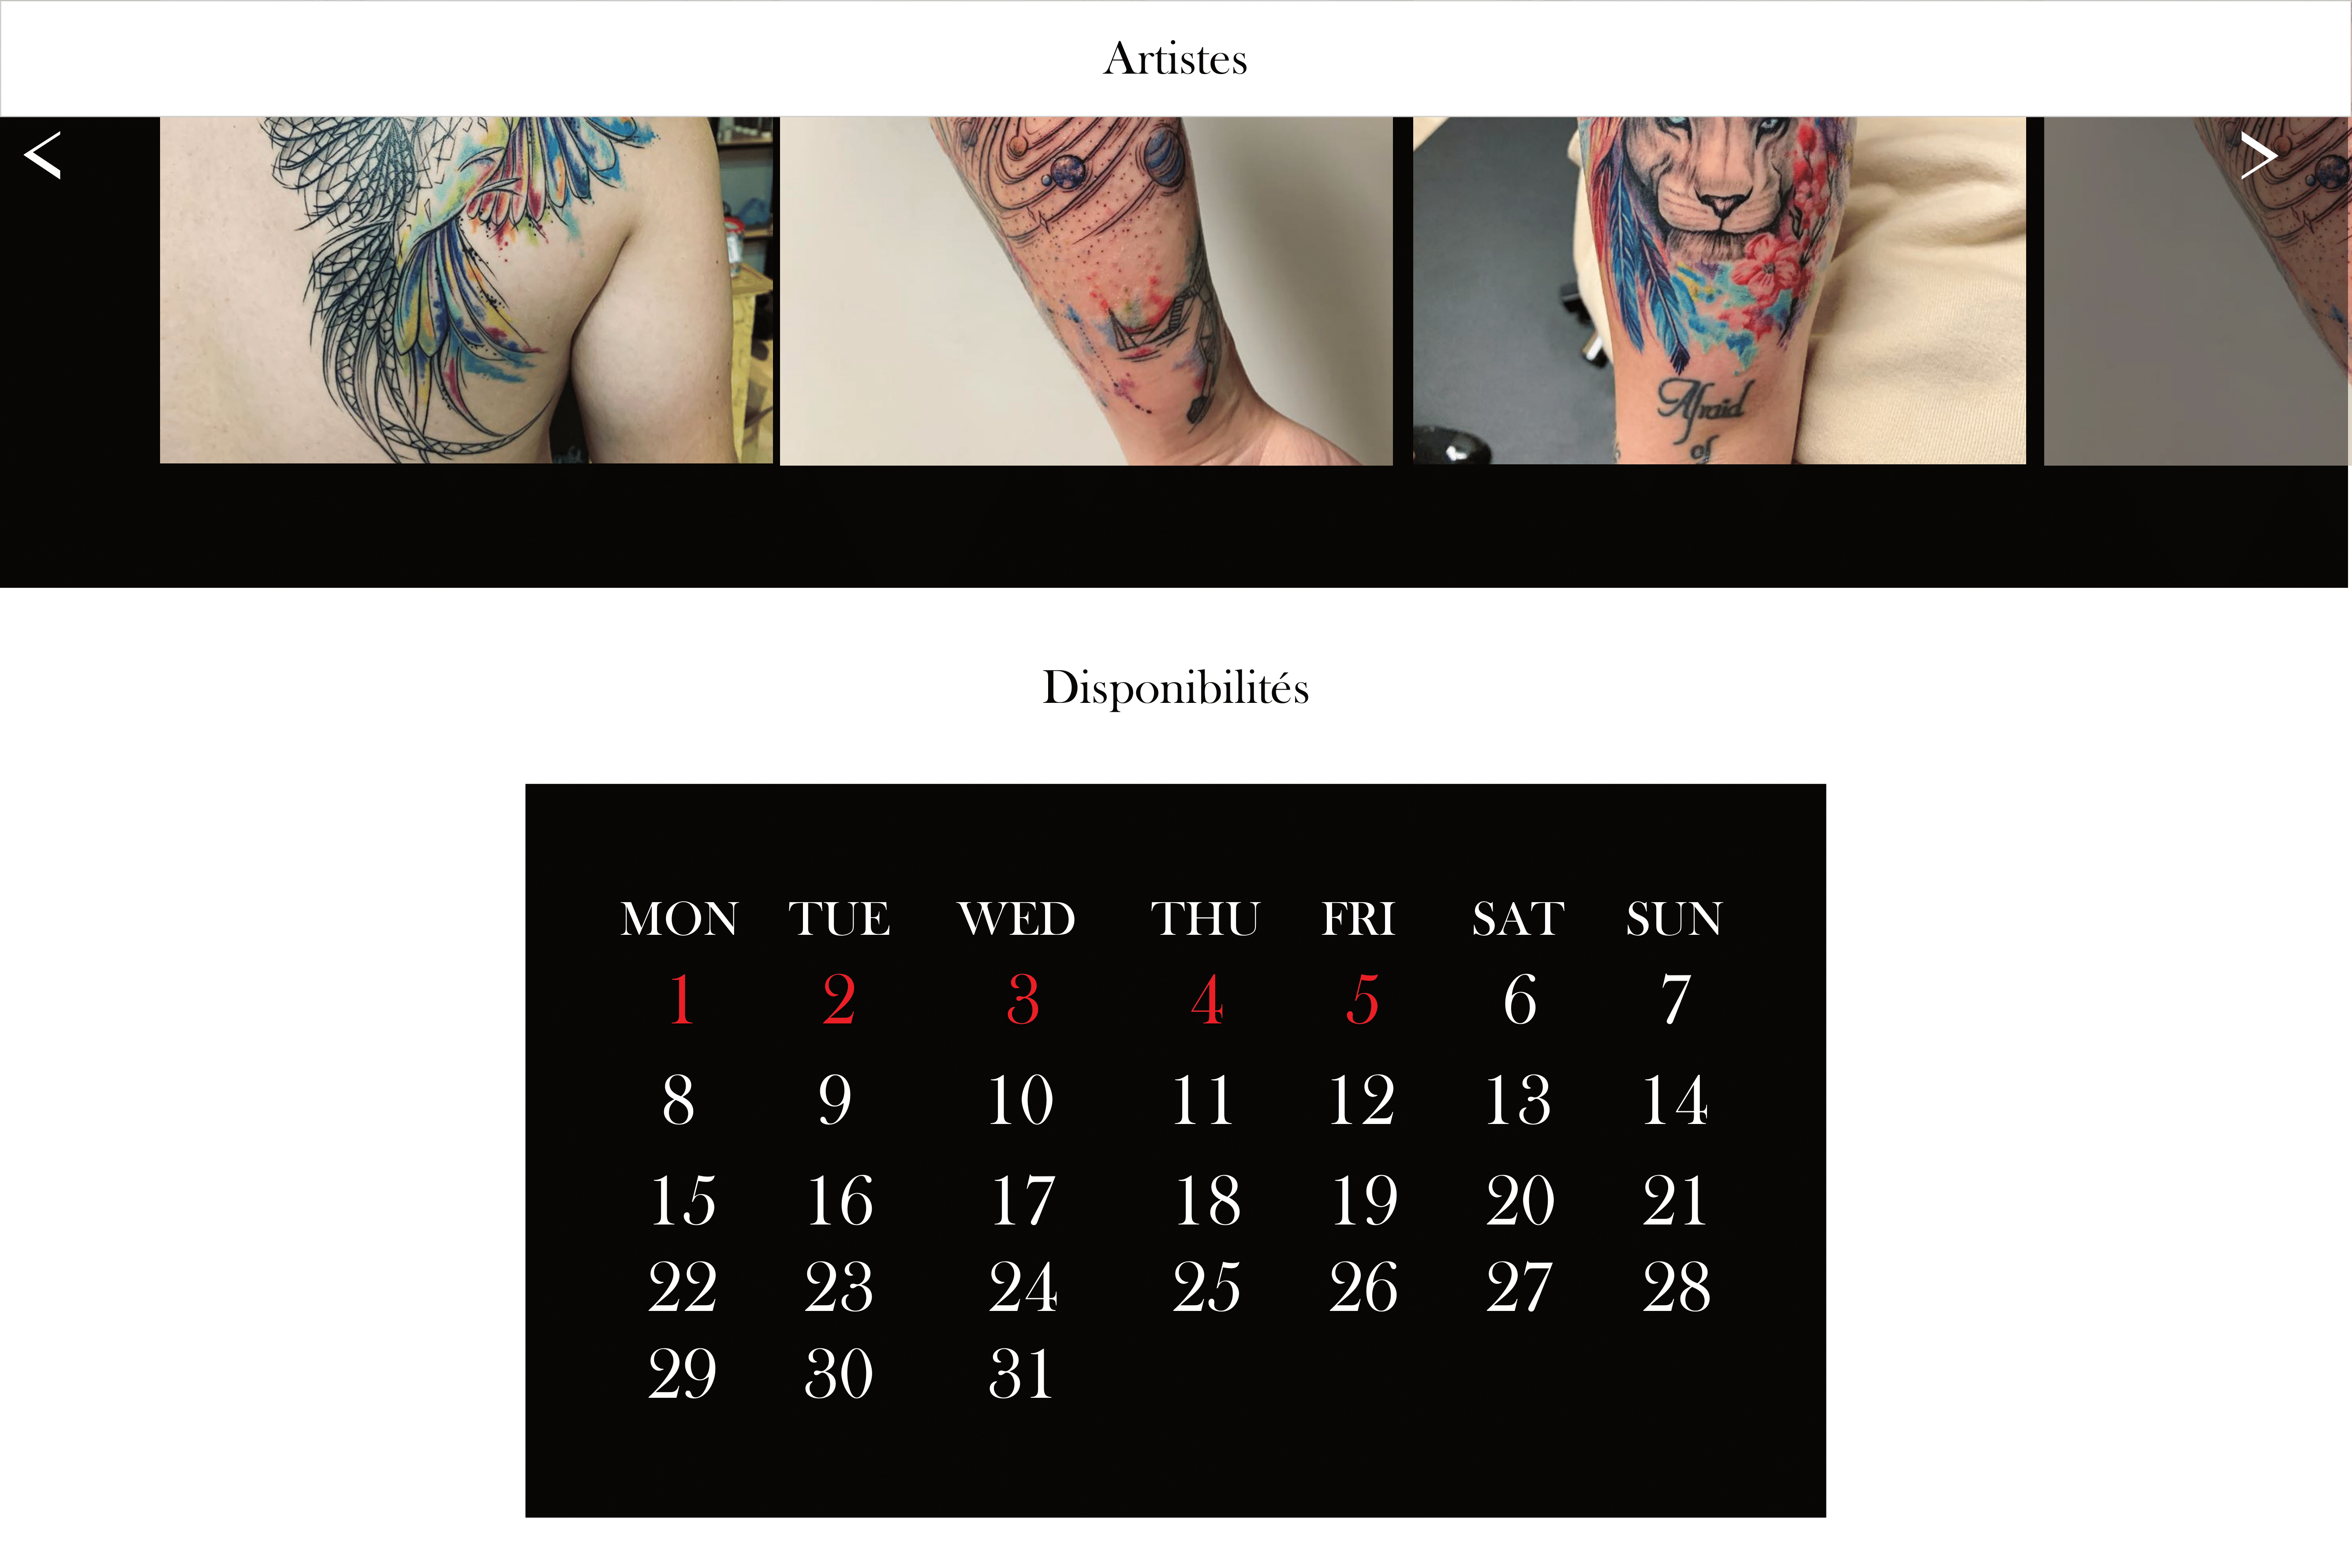 Artistes
< >
Afraid
of
Disponibilités
MON TUE WED THU FRI SAT SUN
1 2 3 4 5 6 7
8 9 10 11 12 13 14
15 16 17 18 19 20 21
22 23 24 25 26 27 28
29 30 31